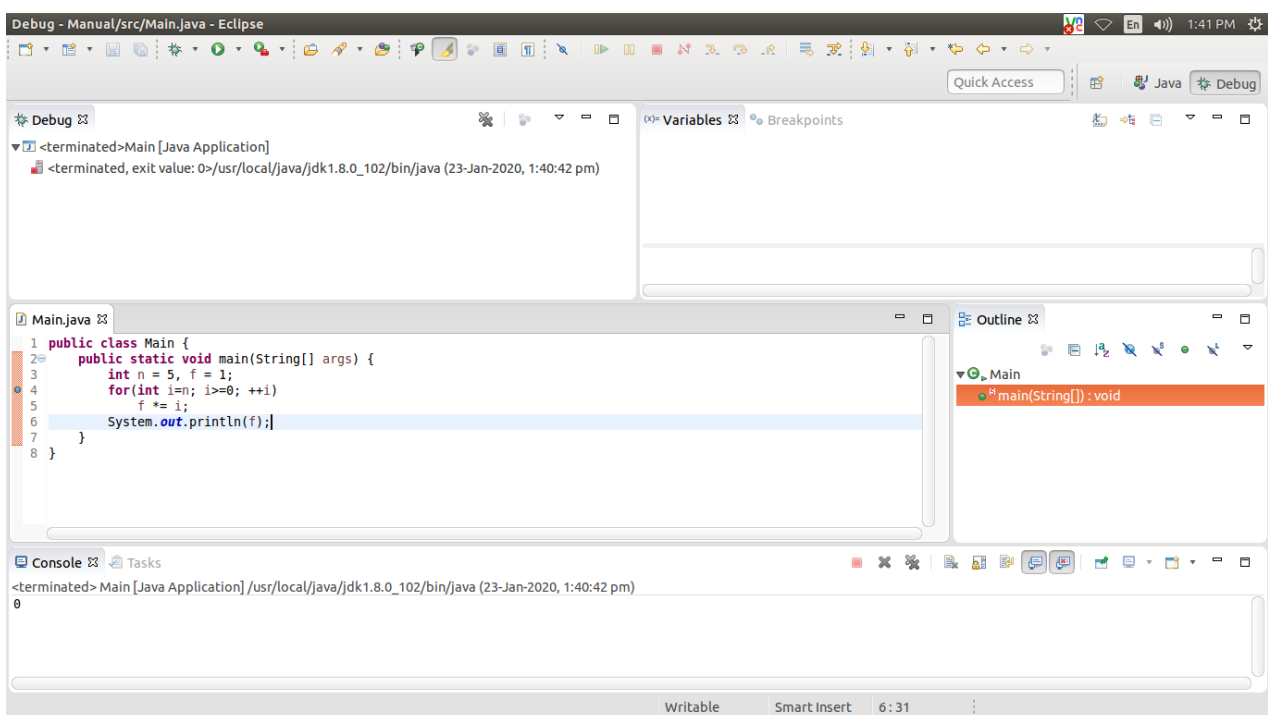 Debug - Manual/src/Main.java - Eclipse
En 1:41 PM
Quick Access Java Debug
Debug
<terminated>Main [Java Application]
<terminated, exit value: 0>/usr/local/java/jdk1.8.0_102/bin/java (23-Jan-2020, 1:40:42 pm)
(x)= Variables Breakpoints
Main.java
1 public class Main {
2 public static void main(String[] args) {
3 int n = 5, f = 1;
4 for(int i=n; i>=0; ++i)
5 f *= i;
6 System.out.println(f);
7 }
8 }
Outline
Main
main(String[]) : void
Console Tasks
<terminated> Main [Java Application] /usr/local/java/jdk1.8.0_102/bin/java (23-Jan-2020, 1:40:42 pm)
0
Writable Smart Insert 6 : 31